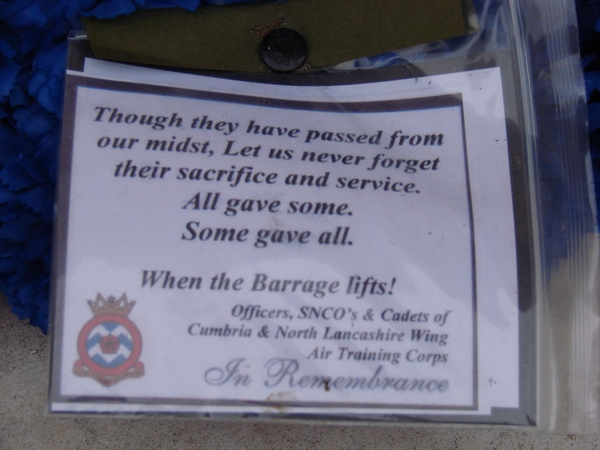 Though they have passed from
our midst, Let us never forget
their sacrifice and service.
All gave some.
Some gave all.
When the Barrage lifts!
Officers, SNCO's & Cadets of
Cumbria & North Lancashire Wing
Air Training Corps
In Remembrance